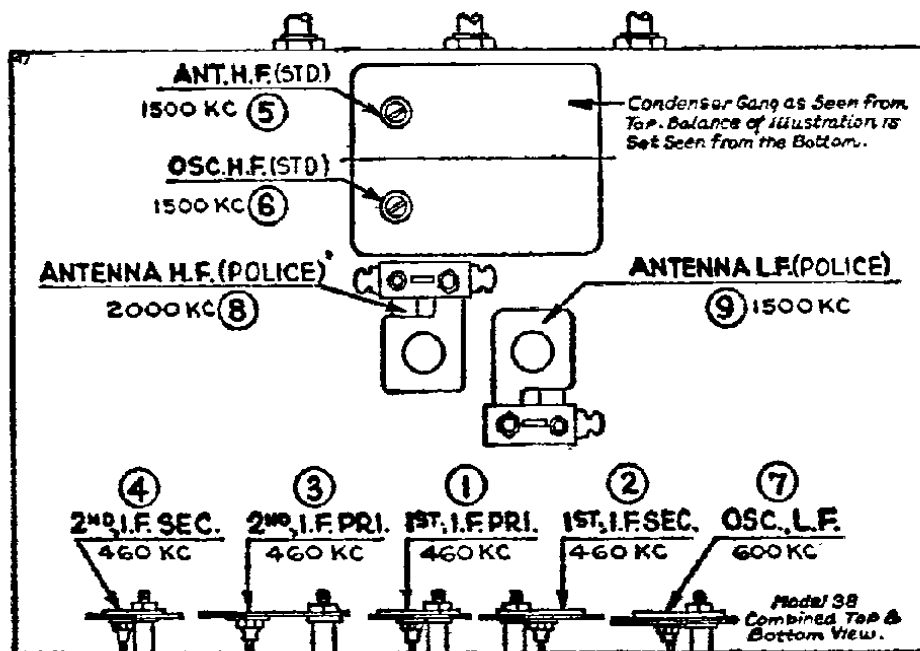 ANT. H.F. (STD.)
1500 KC 5
Condenser Gang as Seen from
Top. Balance of Illustration is
Set Seen from the Bottom.
OSC. H.F. (STD)
1500 KC 6
ANTENNA H.F. (POLICE)*
2000 KC 8
ANTENNA L.F. (POLICE)
9 1500 KC
4
2ND, I.F. SEC.
460 KC
3
2ND, I.F. PRI.
460 KC
1
1ST, I.F. PRI.
460 KC
2
1ST, I.F. SEC.
460 KC
7
OSC., L.F.
600 KC
Model 38
Combined Top &
Bottom View.